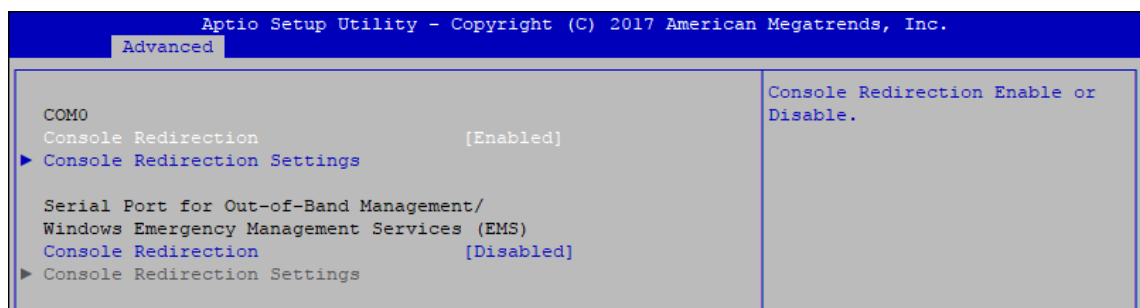 Aptio Setup Utility - Copyright (C) 2017 American Megatrends, Inc.
Advanced
COM0
Console Redirection [Enabled]
► Console Redirection Settings
Serial Port for Out-of-Band Management/
Windows Emergency Management Services (EMS)
Console Redirection [Disabled]
► Console Redirection Settings
Console Redirection Enable or
Disable.